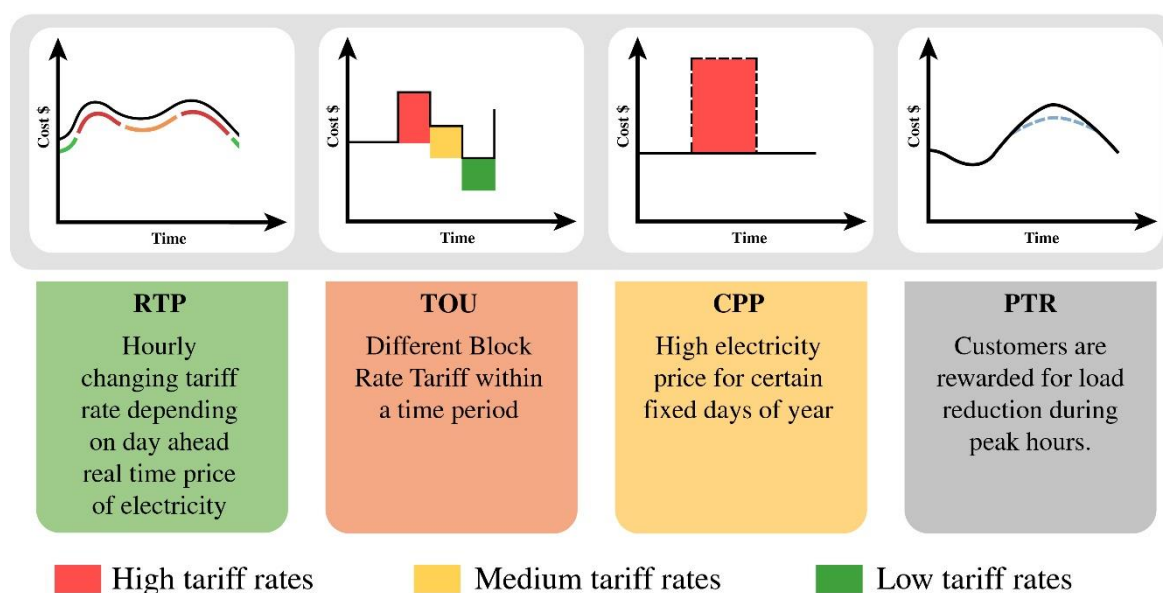 Cost $
Time
Cost $
Time
Cost $
Time
Cost $
Time
RTP
Hourly
changing tariff
rate depending
on day ahead
real time price
of electricity
TOU
Different Block
Rate Tariff within
a time period
CPP
High electricity
price for certain
fixed days of year
PTR
Customers are
rewarded for load
reduction during
peak hours.
High tariff rates
Medium tariff rates
Low tariff rates